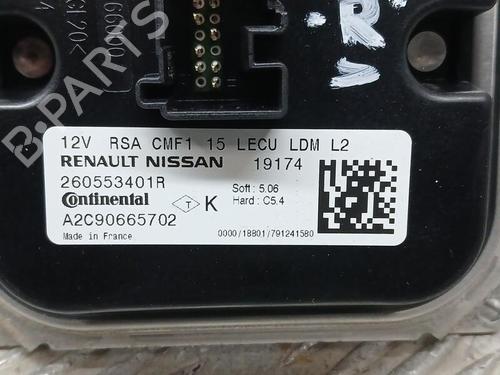 12V RSA CMF1 15 LECU LDM L2
RENAULT NISSAN 19174
260553401R
Soft : 5.06
Continental
T
K
Hard : C5.4
A2C90665702
Made in France
0000/18801/791241580
B-PARTS